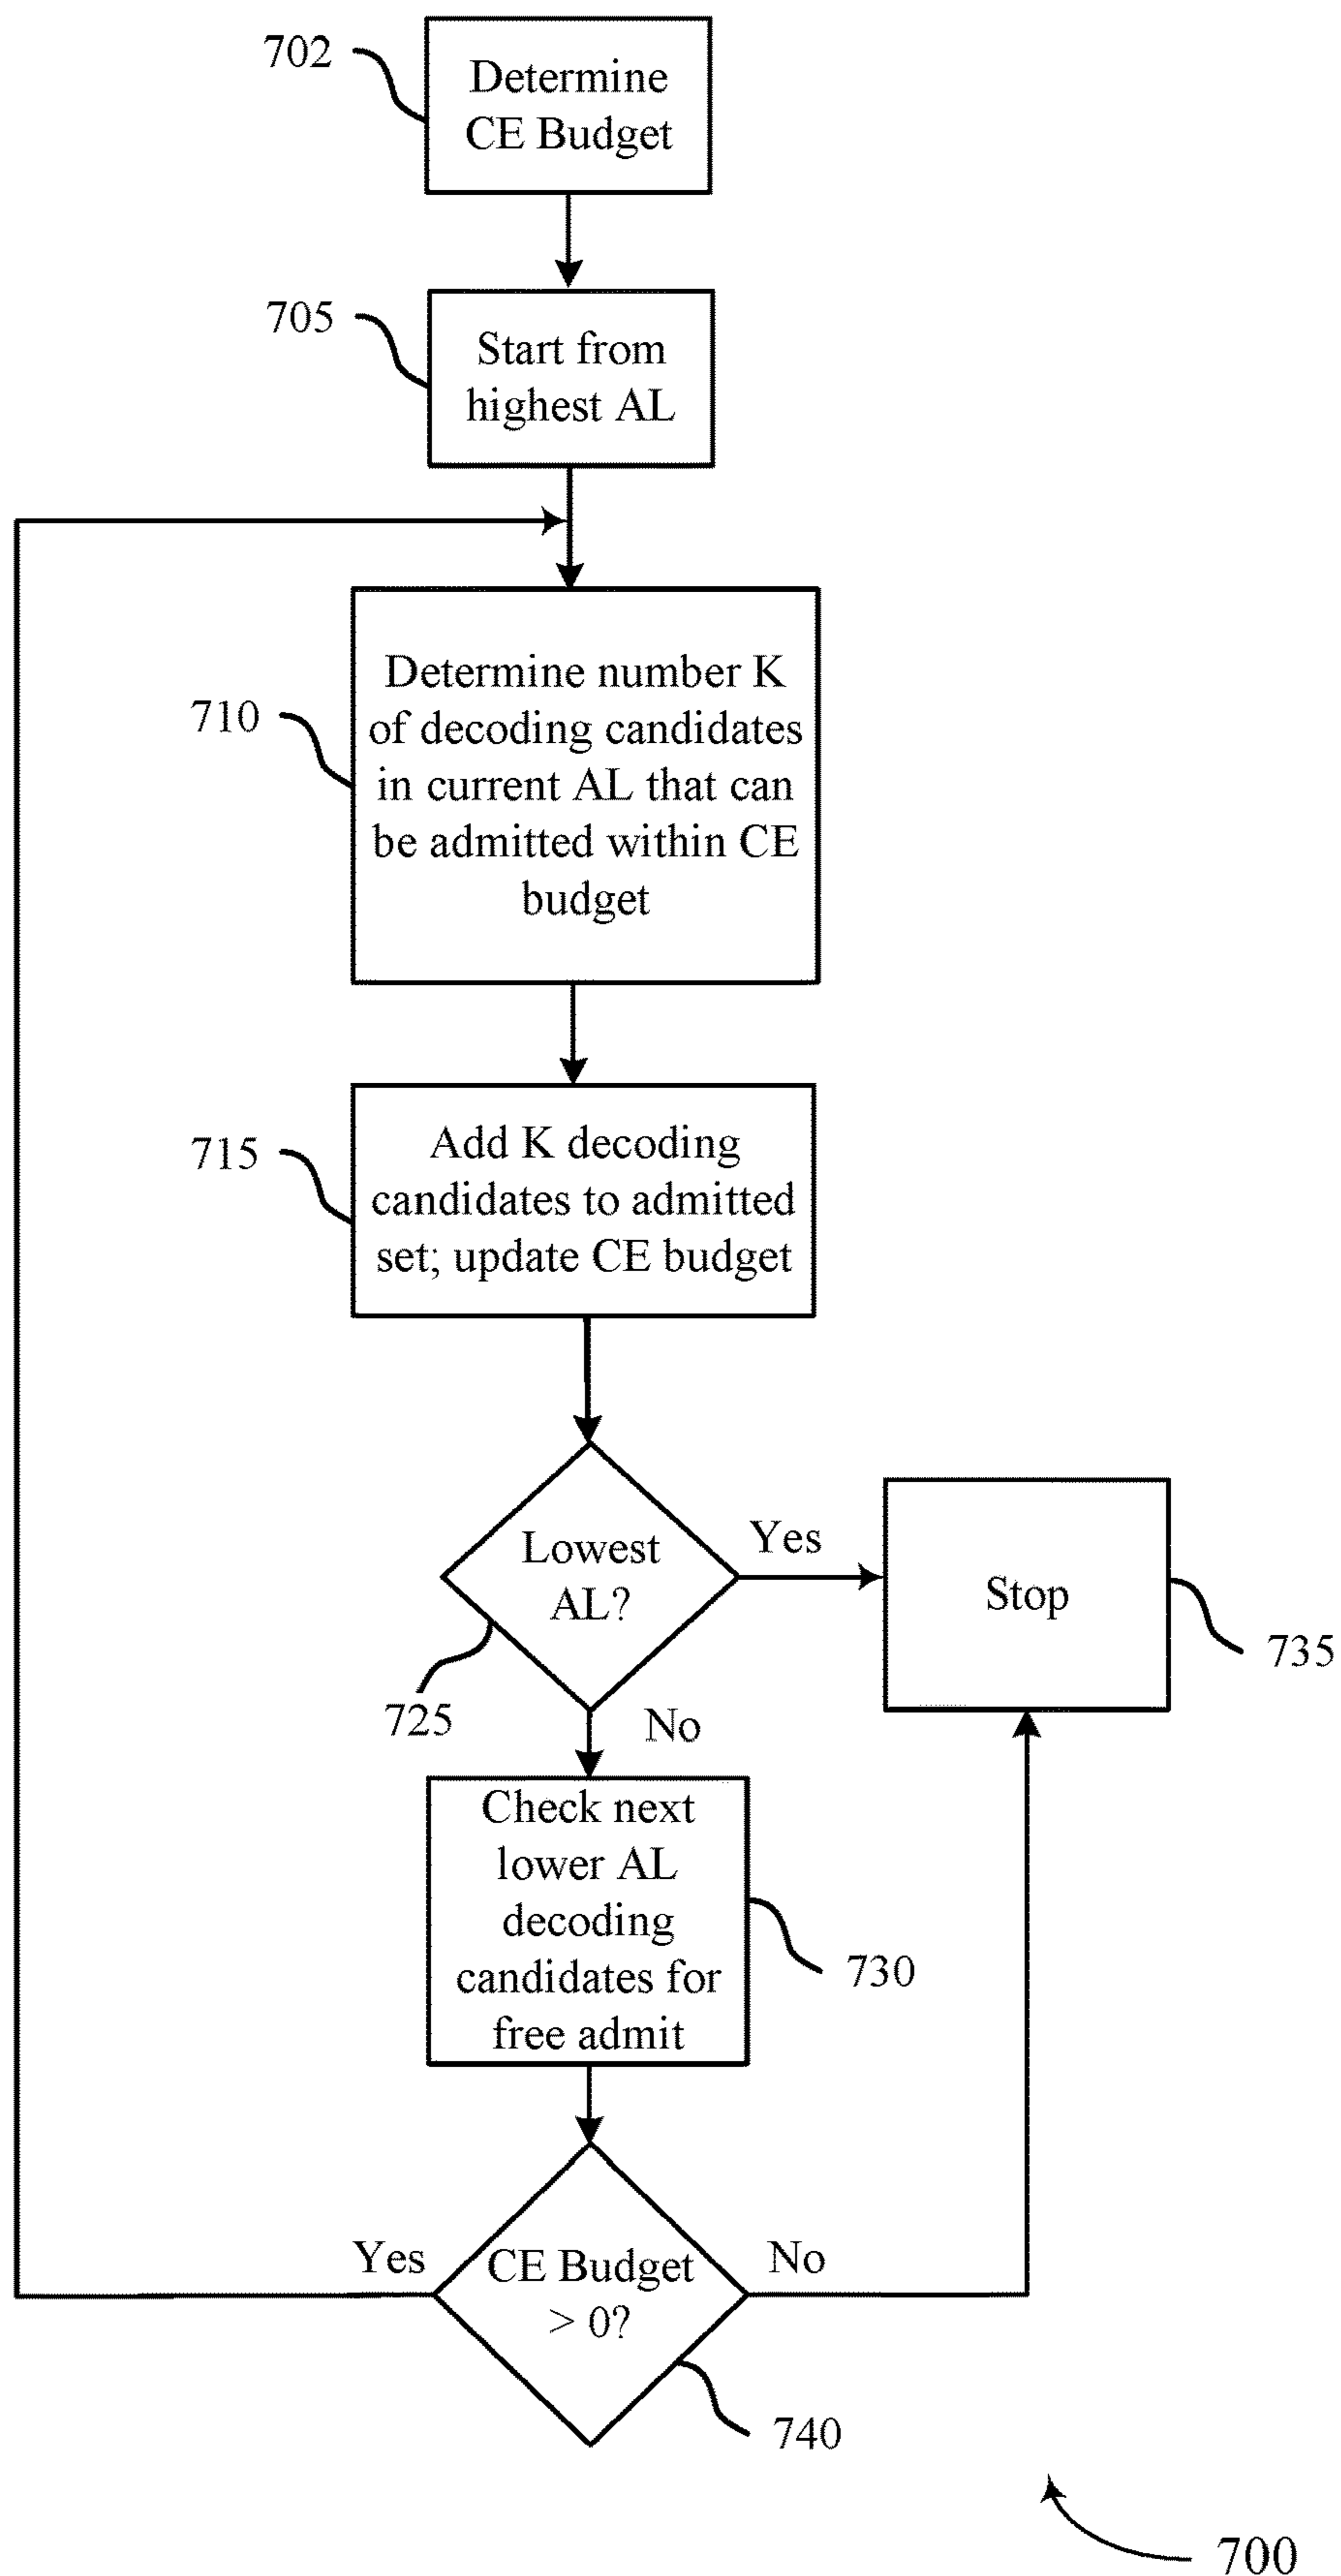 702
Determine
CE Budget
705
Start from
highest AL
710
Determine number K
of decoding candidates
in current AL that can
be admitted within CE
budget
715
Add K decoding
candidates to admitted
set; update CE budget
Lowest
AL?
Yes
Stop
735
725
No
Check next
lower AL
decoding
candidates for
free admit
730
Yes
CE Budget
> 0?
No
740
700